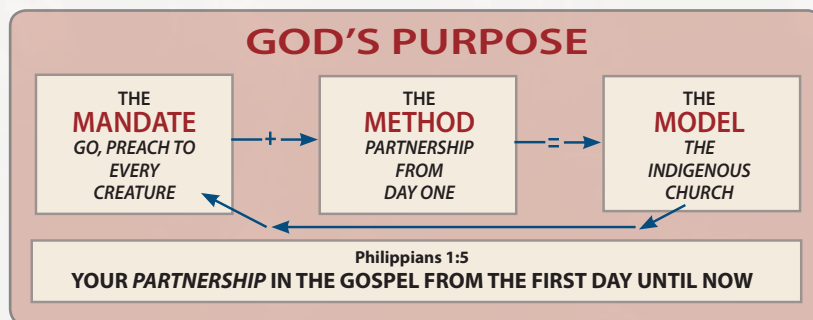 GOD'S PURPOSE
THE
MANDATE
GO, PREACH TO
EVERY
CREATURE
+
THE
METHOD
PARTNERSHIP
FROM
DAY ONE
=
THE
MODEL
THE
INDIGENOUS
CHURCH
Philippians 1:5
YOUR PARTNERSHIP IN THE GOSPEL FROM THE FIRST DAY UNTIL NOW